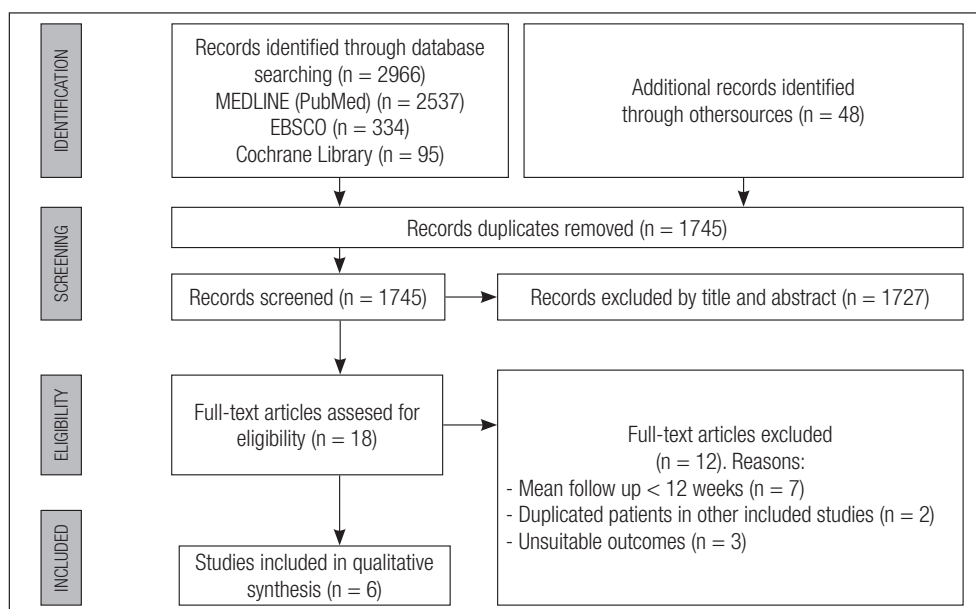 IDENTIFICATION
Records identified through database
searching (n = 2966)
MEDLINE (PubMed) (n = 2537)
EBSCO (n = 334)
Cochrane Library (n = 95)
Additional records identified
through othersources (n = 48)
SCREENING
Records duplicates removed (n = 1745)
Records screened (n = 1745)
Records excluded by title and abstract (n = 1727)
ELIGIBILITY
Full-text articles assesed for
eligibility (n = 18)
Full-text articles excluded
(n = 12). Reasons:
- Mean follow up < 12 weeks (n = 7)
- Duplicated patients in other included studies (n = 2)
- Unsuitable outcomes (n = 3)
INCLUDED
Studies included in qualitative
synthesis (n = 6)